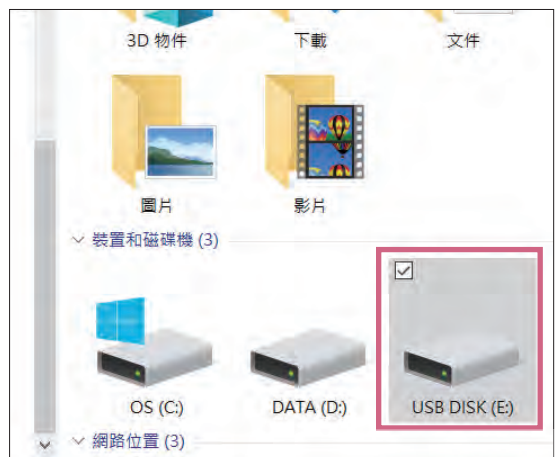 3D 物件
下載
文件
圖片
影片
裝置和磁碟機 (3)
OS (C:)
DATA (D:)
USB DISK (E:)
網路位置 (3)